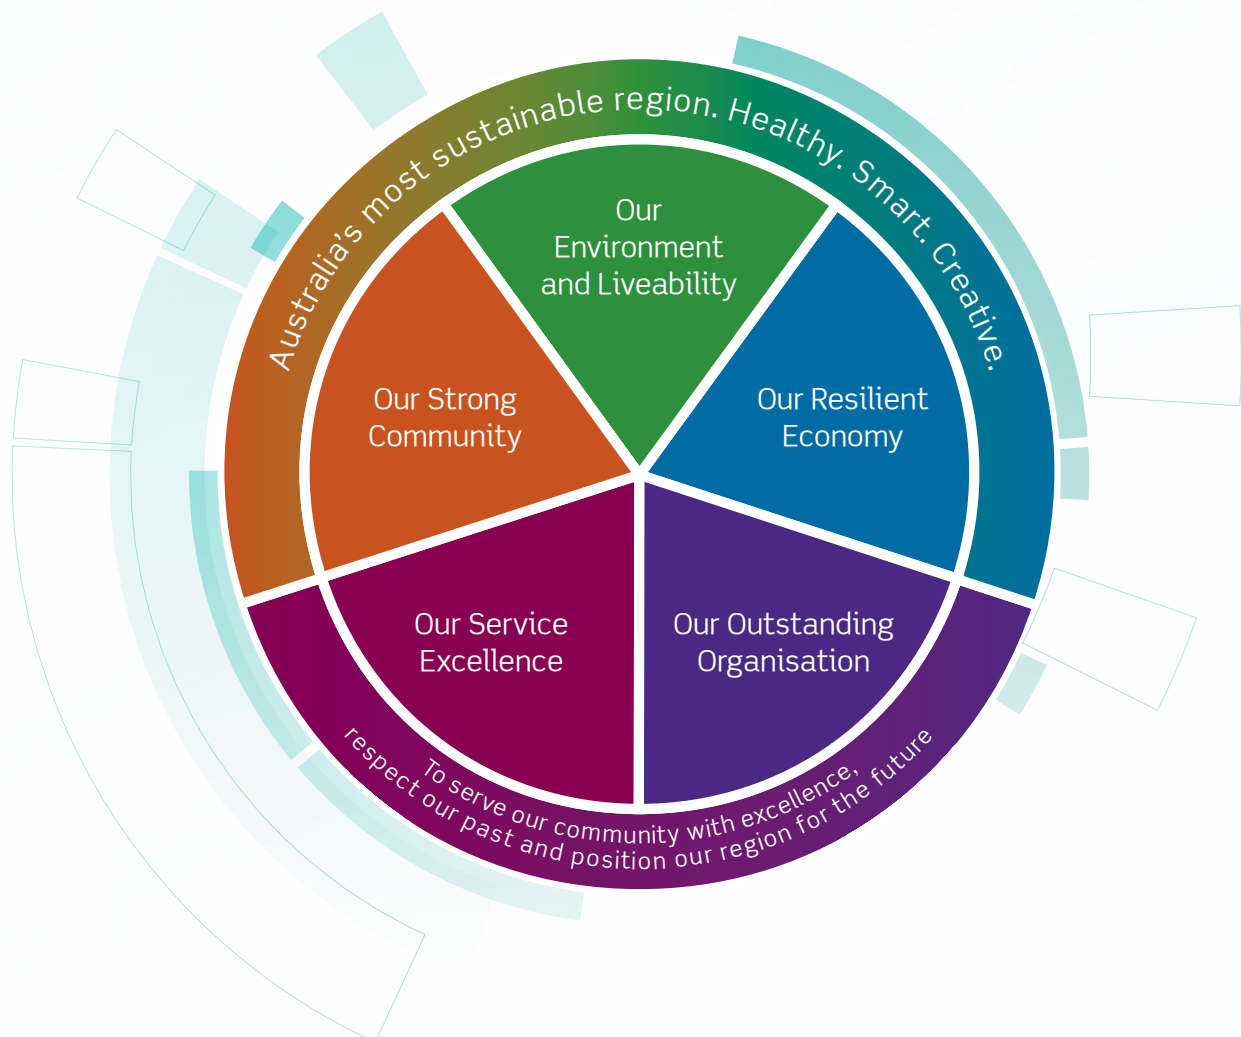 Australia’s most sustainable region. Healthy. Smart. Creative.
Our
Environment
and Liveability
Our Strong
Community
Our Resilient
Economy
Our Service
Excellence
Our Outstanding
Organisation
To serve our community with excellence,
respect our past and position our region for the future